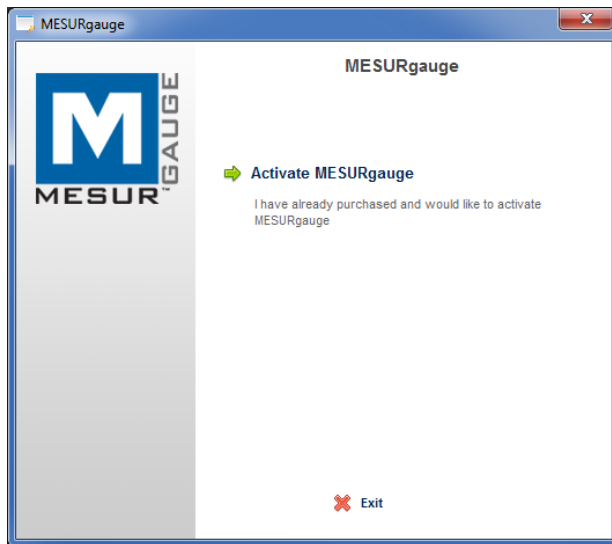 MESURgauge
MESURgauge
M
GAUGE
MESUR™
Activate MESURgauge
I have already purchased and would like to activate
MESURgauge
Exit